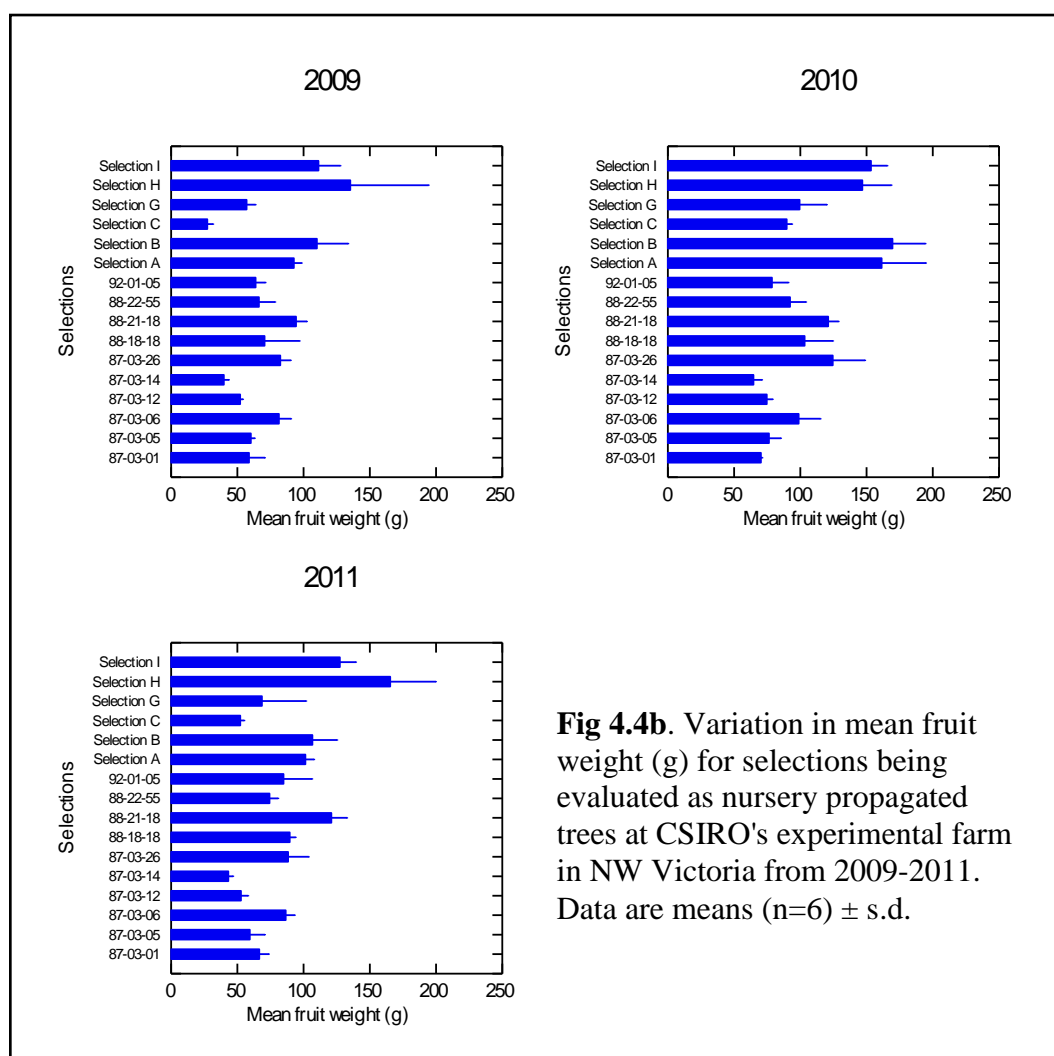 2009
Selection I
Selection H
Selection G
Selection C
Selection B
Selection A
92-01-05
88-22-55
88-21-18
88-18-18
87-03-26
87-03-14
87-03-12
87-03-06
87-03-05
87-03-01
Selections
0 50 100 150 200 250
Mean fruit weight (g)
2010
Selection I
Selection H
Selection G
Selection C
Selection B
Selection A
92-01-05
88-22-55
88-21-18
88-18-18
87-03-26
87-03-14
87-03-12
87-03-06
87-03-05
87-03-01
Selections
0 50 100 150 200 250
Mean fruit weight (g)
2011
Selection I
Selection H
Selection G
Selection C
Selection B
Selection A
92-01-05
88-22-55
88-21-18
88-18-18
87-03-26
87-03-14
87-03-12
87-03-06
87-03-05
87-03-01
Selections
0 50 100 150 200 250
Mean fruit weight (g)
Fig 4.4b. Variation in mean fruit
weight (g) for selections being
evaluated as nursery propagated
trees at CSIRO's experimental farm
in NW Victoria from 2009-2011.
Data are means (n=6) ± s.d.